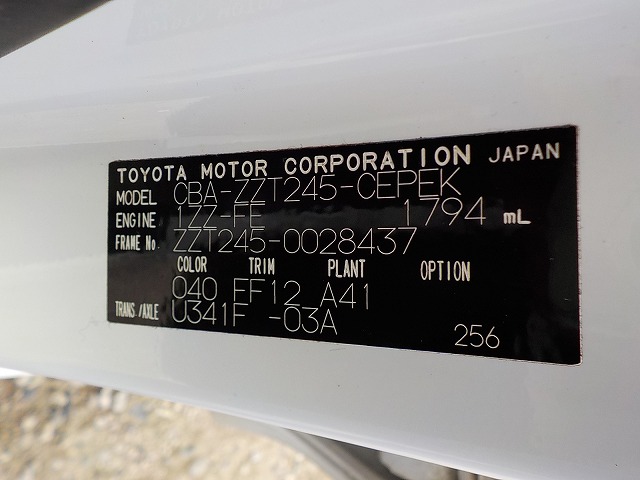 TOYOTA MOTOR CORPORATION JAPAN
MODEL CBA-ZZT245-CEPEK
ENGINE 1ZZ-FE 1794 mL
FRAME No. ZZT245-0028437
COLOR TRIM PLANT OPTION
040 FF12 A41
TRANS./AXLE U341F -03A
256